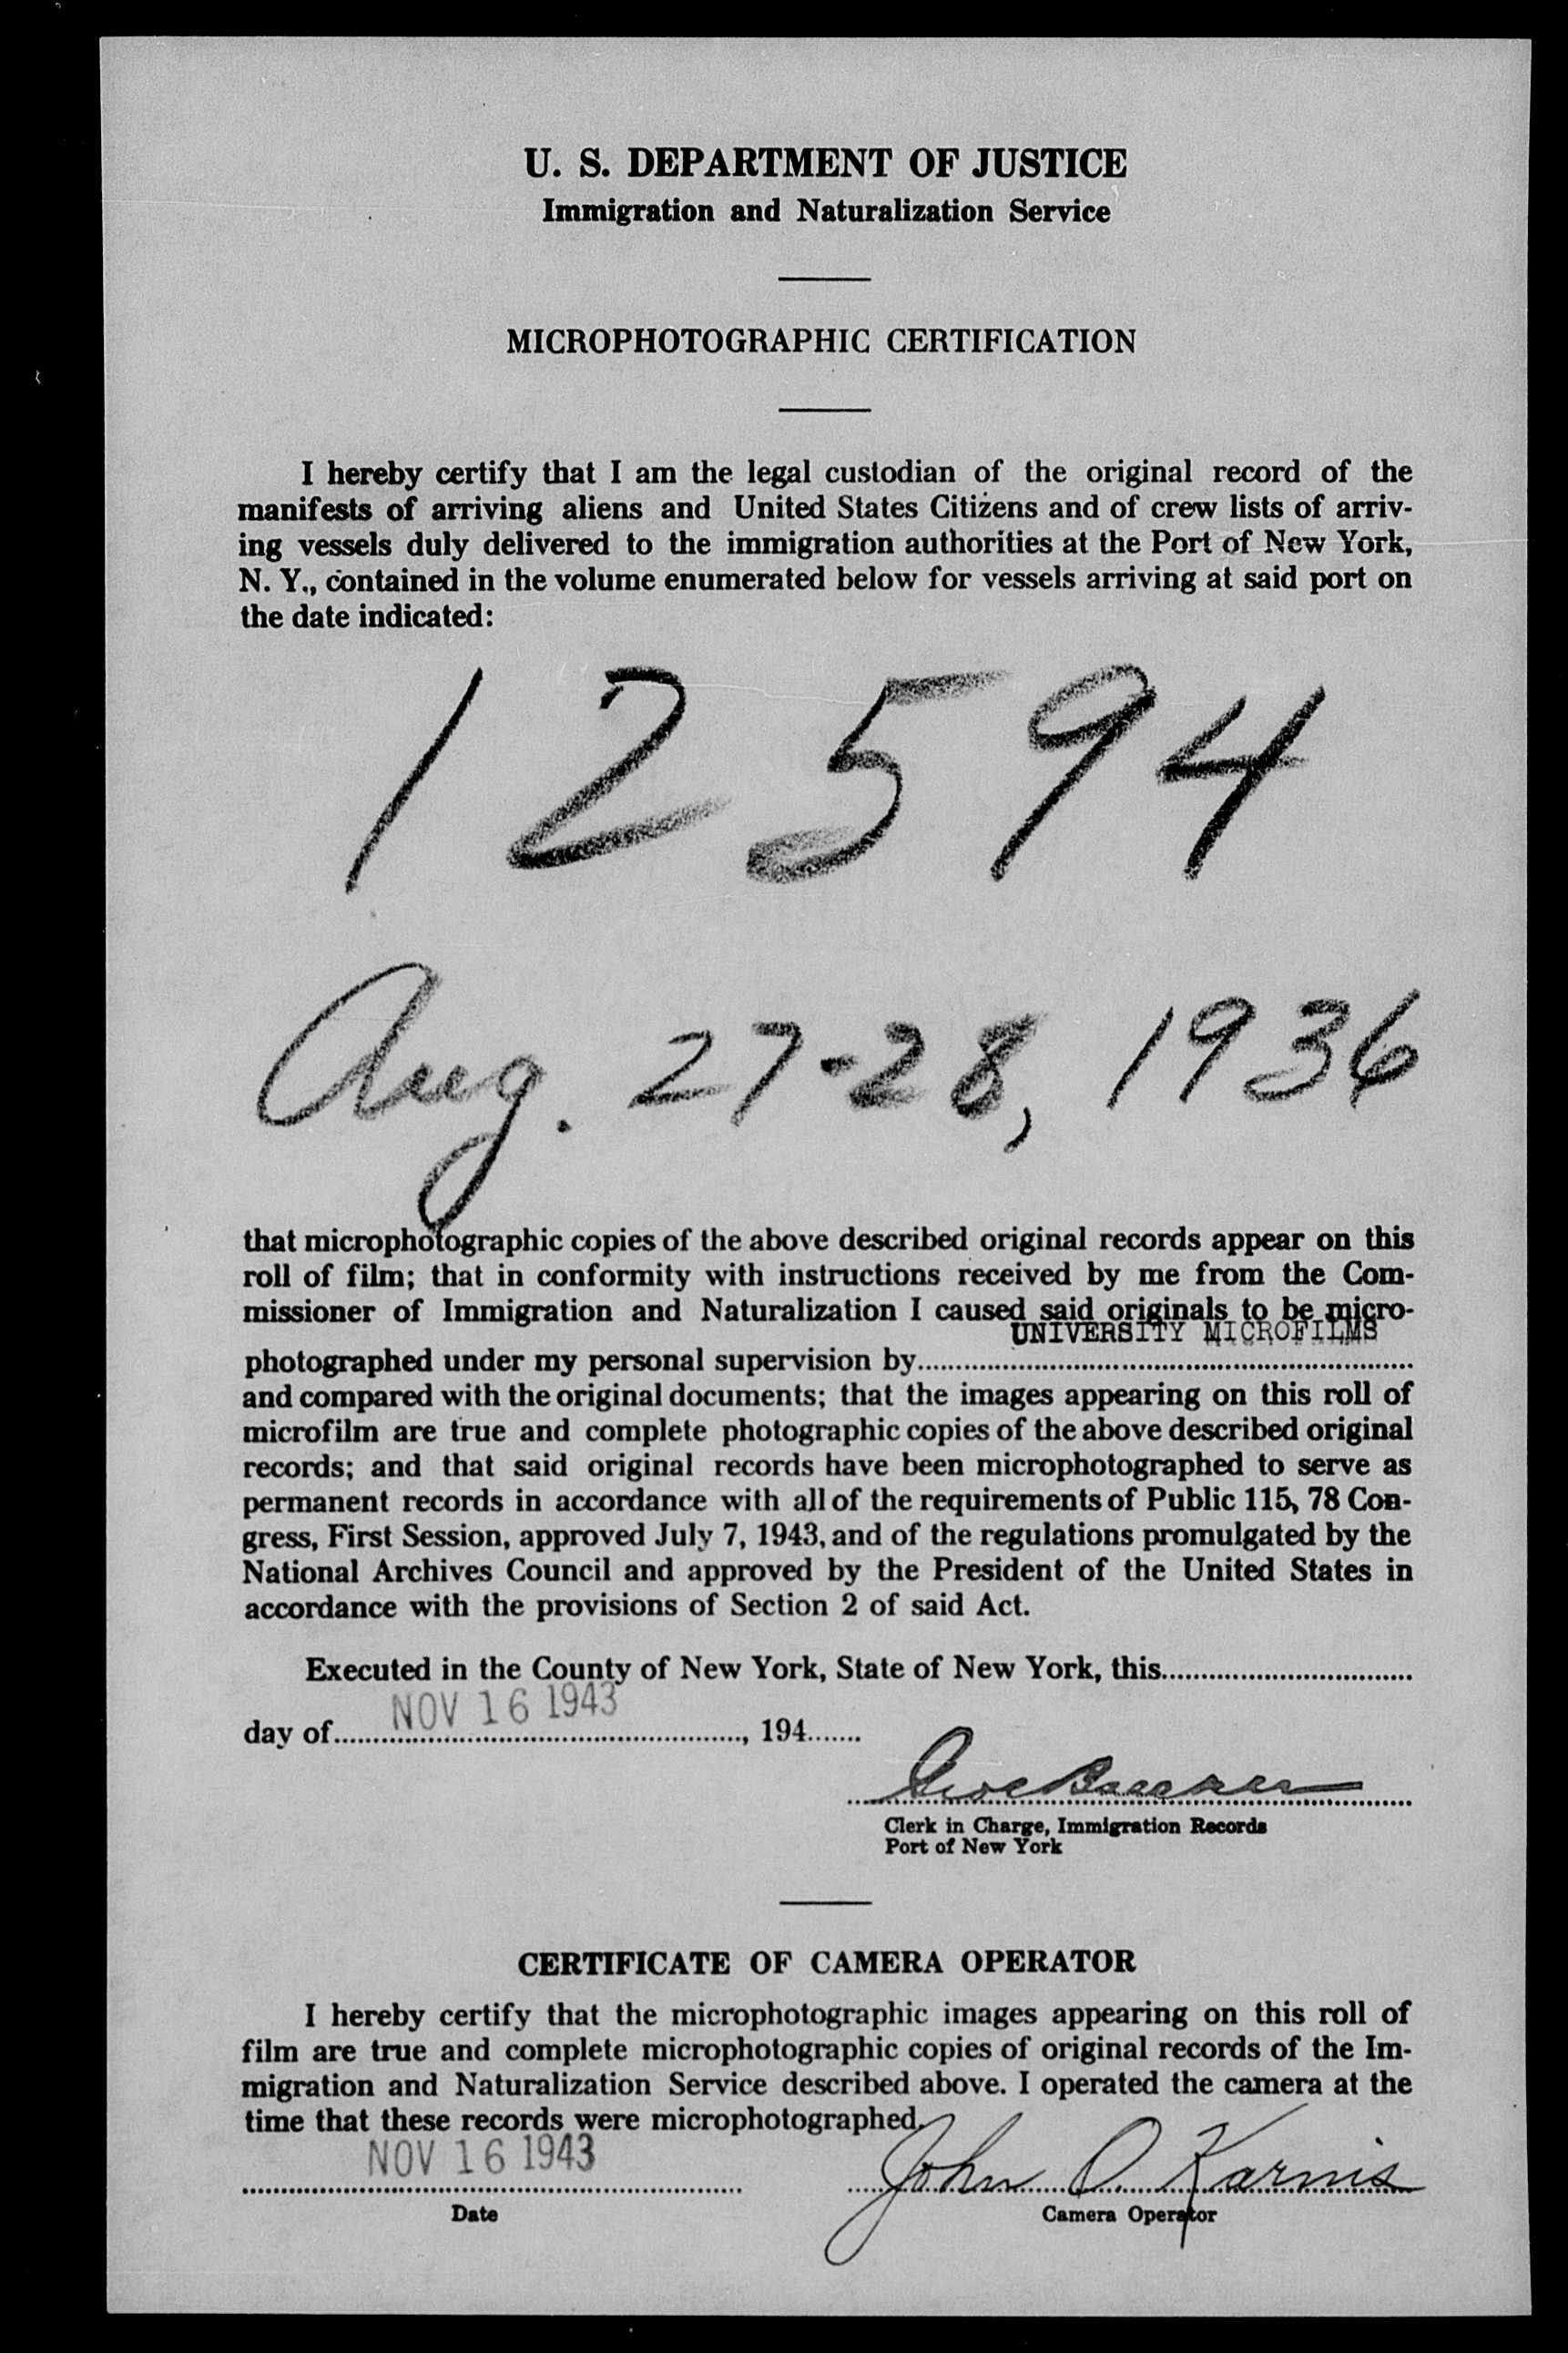 U. S. DEPARTMENT OF JUSTICE
Immigration and Naturalization Service
MICROPHOTOGRAPHIC CERTIFICATION
I hereby certify that I am the legal custodian of the original record of the
manifests of arriving aliens and United States Citizens and of crew lists of arriv-
ing vessels duly delivered to the immigration authorities at the Port of New York,
N. Y., contained in the volume enumerated below for vessels arriving at said port on
the date indicated:
12594
Aug. 27-28, 1936
that microphotographic copies of the above described original records appear on this
roll of film; that in conformity with instructions received by me from the Com-
missioner of Immigration and Naturalization I caused said originals to be micro-
UNIVERSITY MICROFILMS
photographed under my personal supervision by
and compared with the original documents; that the images appearing on this roll of
microfilm are true and complete photographic copies of the above described original
records; and that said original records have been microphotographed to serve as
permanent records in accordance with all of the requirements of Public 115, 78 Con-
gress, First Session, approved July 7, 1943, and of the regulations promulgated by the
National Archives Council and approved by the President of the United States in
accordance with the provisions of Section 2 of said Act.
Executed in the County of New York, State of New York, this
NOV 16 1943
day of , 194
Clerk in Charge, Immigration Records
Port of New York
CERTIFICATE OF CAMERA OPERATOR
I hereby certify that the microphotographic images appearing on this roll of
film are true and complete microphotographic copies of original records of the Im-
migration and Naturalization Service described above. I operated the camera at the
time that these records were microphotographed.
NOV 16 1943 John O. Karnis
Date Camera Operator